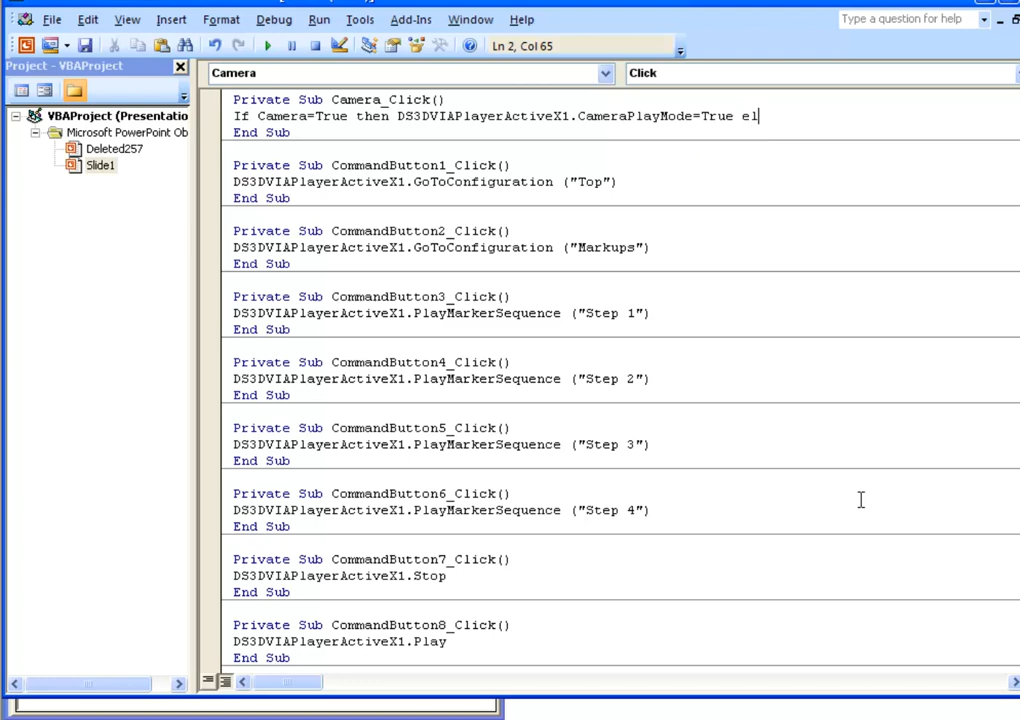 File Edit View Insert Format Debug Run Tools Add-Ins Window Help Type a question for help
Ln 2, Col 65
Project - VBAProject
Camera Click
VBAProject (Presentatio
Microsoft PowerPoint Ob
Deleted257
Slide1
Private Sub Camera_Click()
If Camera=True then DS3DVIAPlayerActiveX1.CameraPlayMode=True el
End Sub
Private Sub CommandButton1_Click()
DS3DVIAPlayerActiveX1.GoToConfiguration ("Top")
End Sub
Private Sub CommandButton2_Click()
DS3DVIAPlayerActiveX1.GoToConfiguration ("Markups")
End Sub
Private Sub CommandButton3_Click()
DS3DVIAPlayerActiveX1.PlayMarkerSequence ("Step 1")
End Sub
Private Sub CommandButton4_Click()
DS3DVIAPlayerActiveX1.PlayMarkerSequence ("Step 2")
End Sub
Private Sub CommandButton5_Click()
DS3DVIAPlayerActiveX1.PlayMarkerSequence ("Step 3")
End Sub
Private Sub CommandButton6_Click()
DS3DVIAPlayerActiveX1.PlayMarkerSequence ("Step 4")
End Sub
Private Sub CommandButton7_Click()
DS3DVIAPlayerActiveX1.Stop
End Sub
Private Sub CommandButton8_Click()
DS3DVIAPlayerActiveX1.Play
End Sub